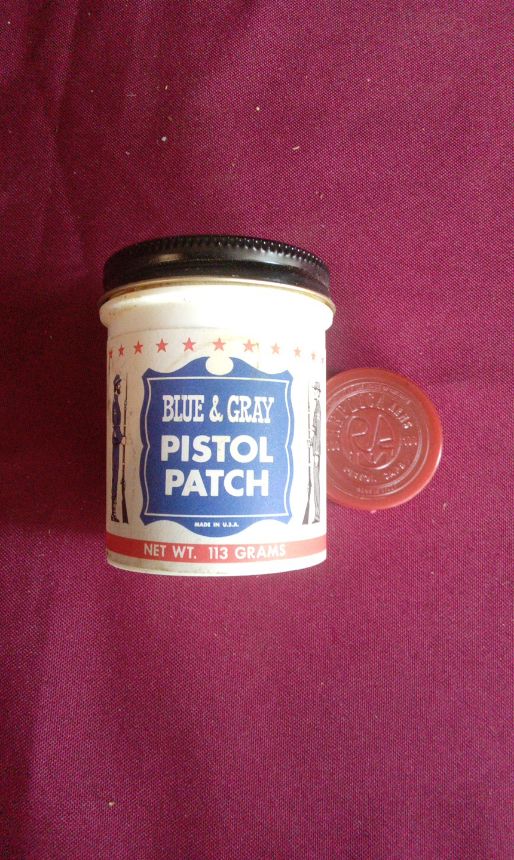 BLUE & GRAY
PISTOL
PATCH
MADE IN U.S.A.
NET WT. 113 GRAMS